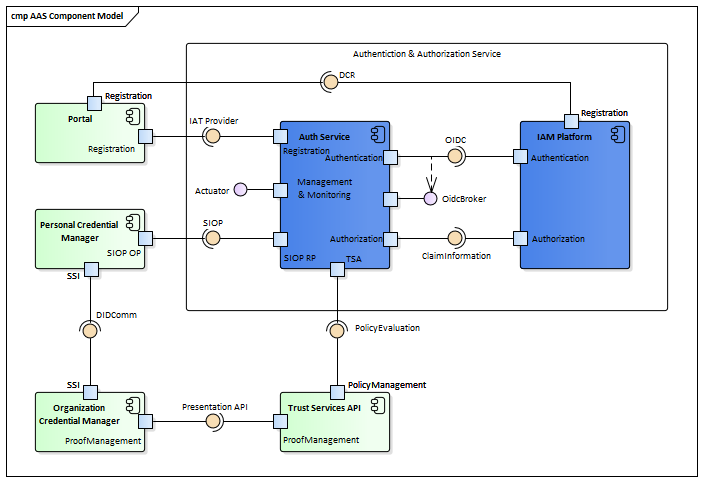 cmp AAS Component Model
Authentiction & Authorization Service
DCR
Registration
Registration
Portal
Registration
IAT Provider
Auth Service
Registration
Authentication
OIDC
IAM Platform
Authentication
Actuator
Management
& Monitoring
OidcBroker
Personal Credential
Manager
SIOP OP
SIOP
Authorization
SIOP RP
TSA
ClaimInformation
Authorization
SSI
DIDComm
PolicyEvaluation
SSI
PolicyManagement
Organization
Credential Manager
ProofManagement
Presentation API
Trust Services API
ProofManagement